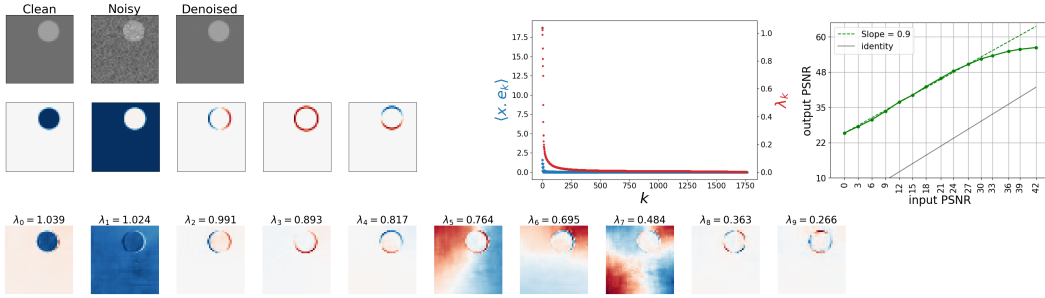 Clean Noisy Denoised
17.5
15.0
12.5
10.0
7.5
5.0
2.5
0.0
⟨x.e_k⟩
1.0
0.8
0.6
0.4
0.2
0.0
λ_k
0 250 500 750 1000 1250 1500 1750
k
Slope = 0.9
identity
60
48
35
22
10
output PSNR
0 3 6 9 12 15 18 21 24 27 30 33 36 39 42
input PSNR
λ_0 = 1.039 λ_1 = 1.024 λ_2 = 0.991 λ_3 = 0.893 λ_4 = 0.817 λ_5 = 0.764 λ_6 = 0.695 λ_7 = 0.484 λ_8 = 0.363 λ_9 = 0.266